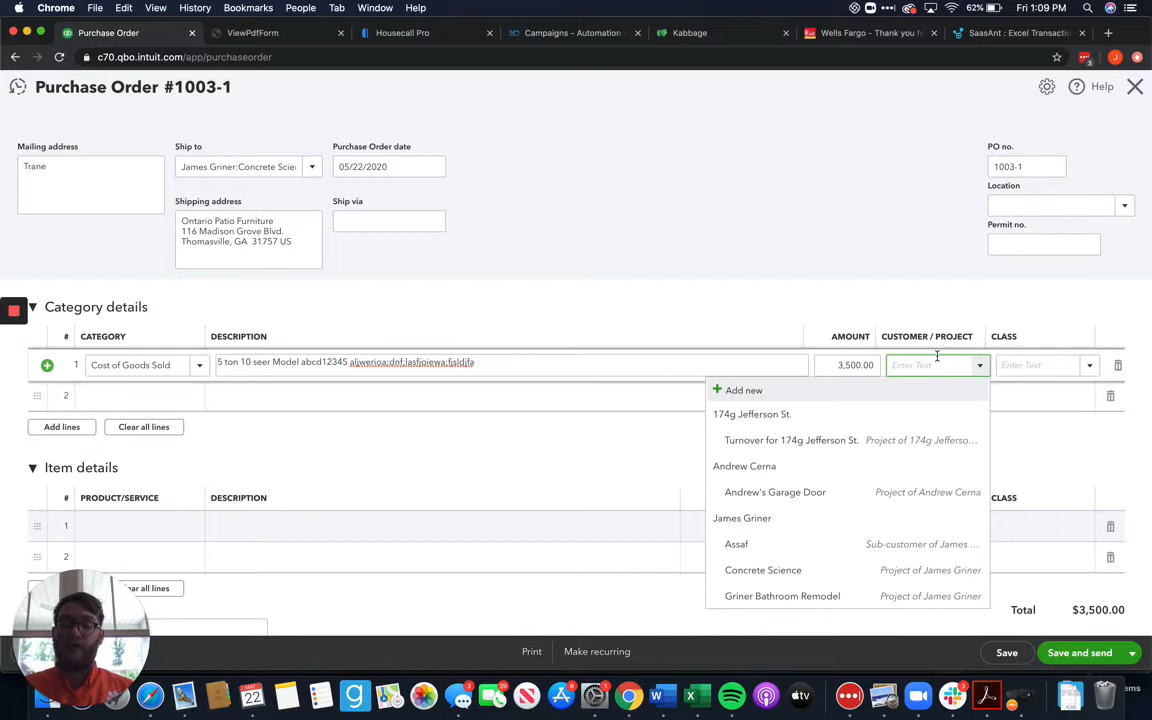 Chrome File Edit View History Bookmarks People Tab Window Help 62% Fri 1:09 PM
Purchase Order ViewPdfForm Housecall Pro Campaigns - Automation - Kabbage Wells Fargo - Thank you fo SaasAnt : Excel Transactio
c70.qbo.intuit.com/app/purchaseorder
Purchase Order #1003-1 Help
Mailing address Ship to Purchase Order date PO no.
Trane James Griner:Concrete Scie 05/22/2020 1003-1
Location
Shipping address Ship via
Ontario Patio Furniture
116 Madison Grove Blvd.
Thomasville, GA 31757 US
Permit no.
Category details
# CATEGORY DESCRIPTION AMOUNT CUSTOMER / PROJECT CLASS
1 Cost of Goods Sold 5 ton 10 seer Model abcd12345 3,500.00 Enter Text Enter Text
2
Add lines Clear all lines
Add new
174g Jefferson St.
Turnover for 174g Jefferson St. Project of 174g Jefferso...
Andrew Cerna
Andrew's Garage Door Project of Andrew Cerna
James Griner
Assaf Sub-customer of James ...
Concrete Science Project of James Griner
Griner Bathroom Remodel Project of James Griner
Item details
# PRODUCT/SERVICE DESCRIPTION CLASS
1
2
ear all lines
Total $3,500.00
Print Make recurring Save Save and send